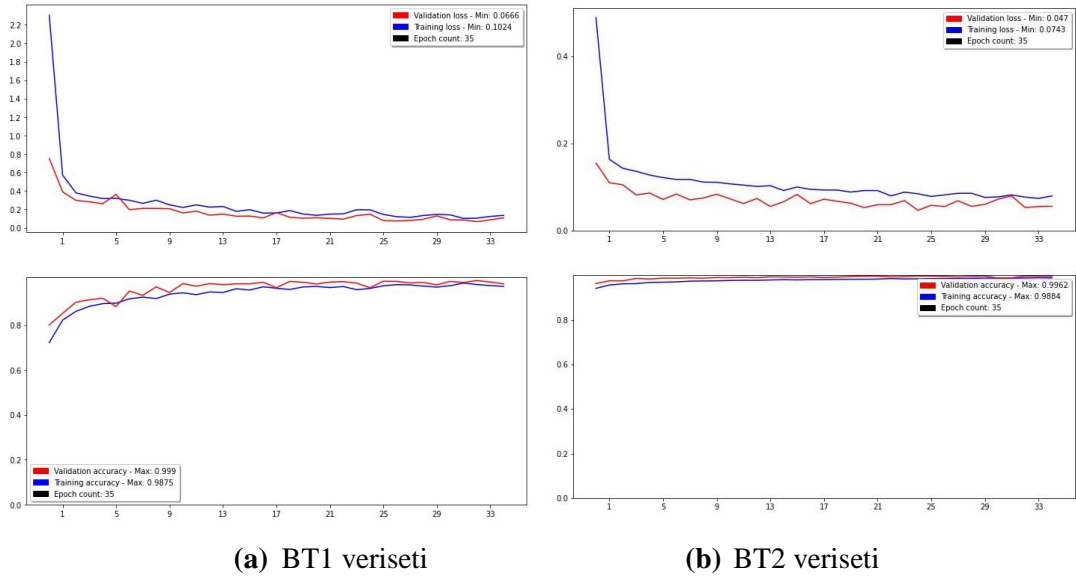 Validation loss - Min: 0.0666
Training loss - Min: 0.1024
Epoch count: 35
2.2
2.0
1.8
1.6
1.4
1.2
1.0
0.8
0.6
0.4
0.2
0.0
1 5 9 13 17 21 25 29 33
Validation loss - Min: 0.047
Training loss - Min: 0.0743
Epoch count: 35
0.4
0.2
0.0
1 5 9 13 17 21 25 29 33
0.8
0.6
0.4
0.2
0.0
Validation accuracy - Max: 0.999
Training accuracy - Max: 0.9875
Epoch count: 35
1 5 9 13 17 21 25 29 33
Validation accuracy - Max: 0.9962
Training accuracy - Max: 0.9884
Epoch count: 35
0.8
0.6
0.4
0.2
0.0
1 5 9 13 17 21 25 29 33
(a) BT1 veriseti
(b) BT2 veriseti